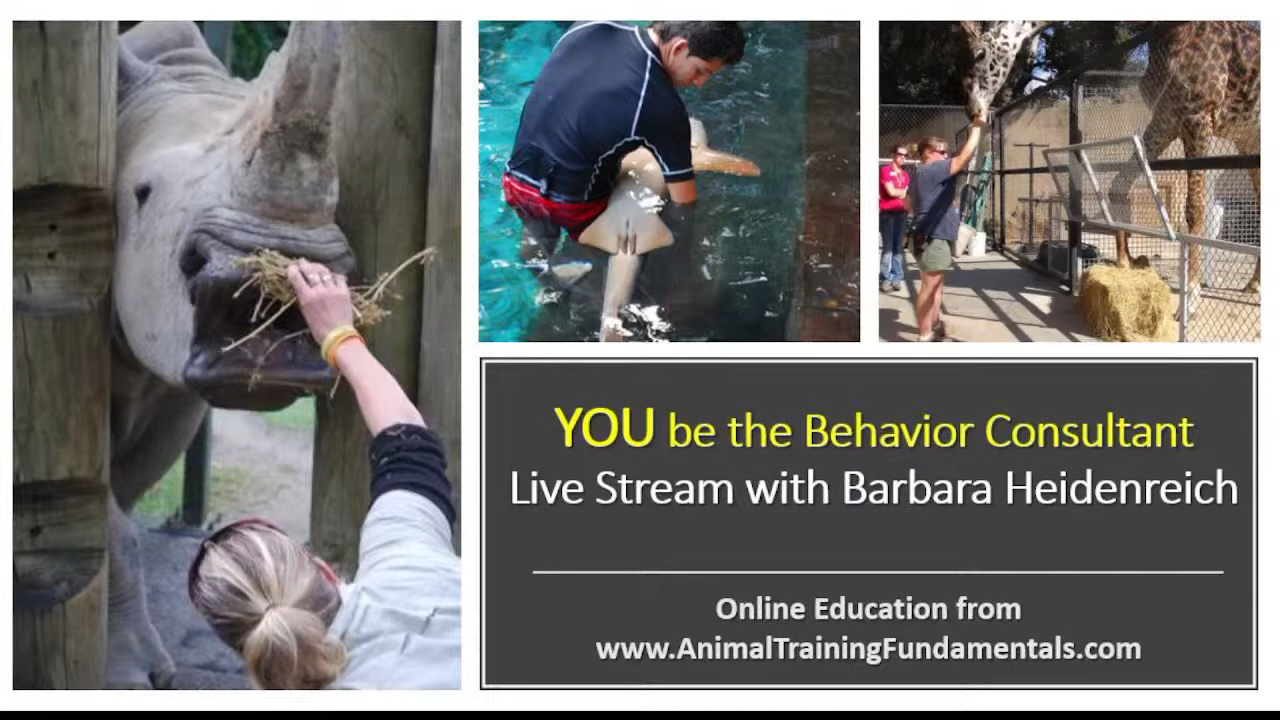 YOU be the Behavior Consultant
Live Stream with Barbara Heidenreich
Online Education from
www.AnimalTrainingFundamentals.com